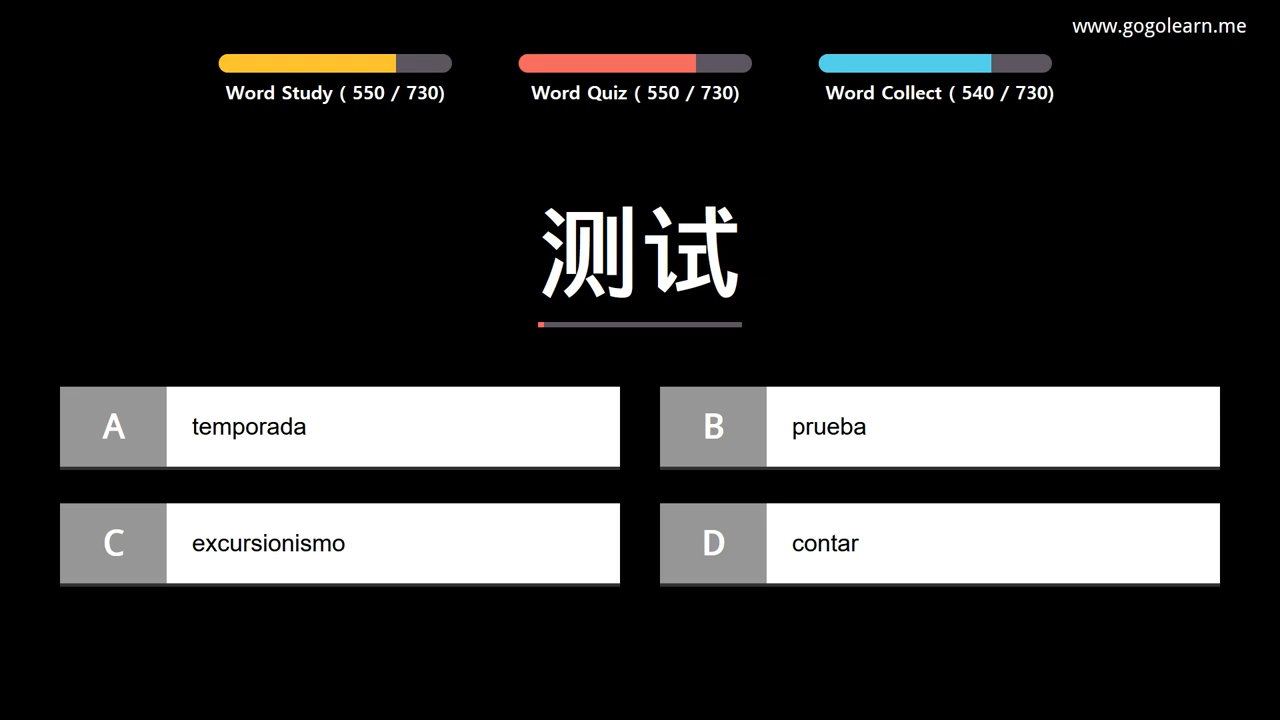 www.gogolearn.me
Word Study ( 550 / 730)
Word Quiz ( 550 / 730)
Word Collect ( 540 / 730)
测试
A temporada
B prueba
C excursionismo
D contar